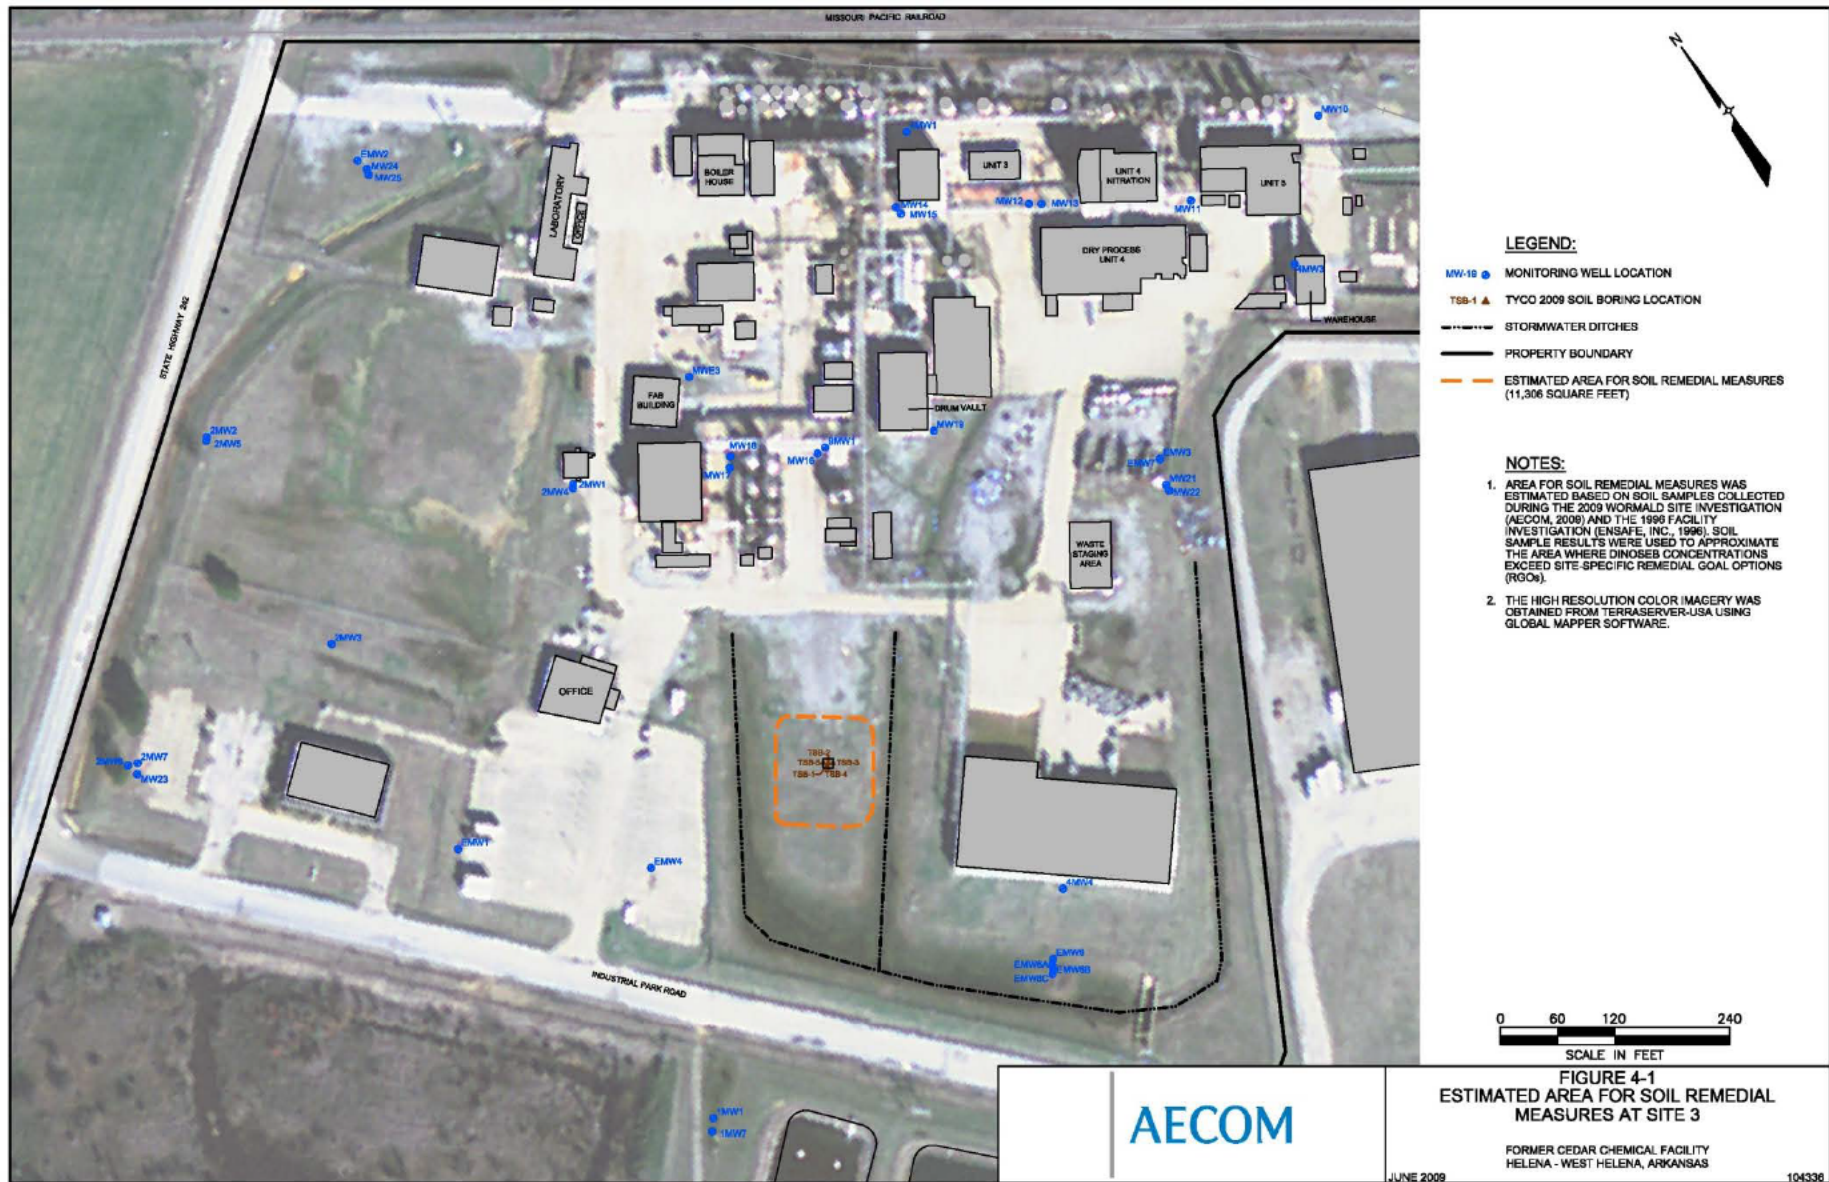 MISSOURI PACIFIC RAILROAD
N
STATE HIGHWAY 242
EMW2
MW24
MW25
LABORATORY
OFFICE
BOILER
HOUSE
UNIT 3
UNIT 4
NITRATION
UNIT 5
MW10
MW14
MW15
MW12
MW13
MW11
DRY PROCESS
UNIT 4
WAREHOUSE
MWE3
FAB
BUILDING
DRUM VAULT
MW19
2MW2
2MW5
MW18
MW17
MW16
2MW4
2MW1
EMW3
EMW7
MW21
MW22
WASTE
STAGING
AREA
2MW3
OFFICE
2MW7
MW23
TSB-2
TSB-5
TSB-3
TSB-1
TSB-4
EMW1
EMW4
4MW4
EMW6A
EMW6B
EMW6C
INDUSTRIAL PARK ROAD
1MW1
1MW7
LEGEND:
MW-19 MONITORING WELL LOCATION
TSB-1 TYCO 2009 SOIL BORING LOCATION
STORMWATER DITCHES
PROPERTY BOUNDARY
ESTIMATED AREA FOR SOIL REMEDIAL MEASURES
(11,306 SQUARE FEET)
NOTES:
1. AREA FOR SOIL REMEDIAL MEASURES WAS
ESTIMATED BASED ON SOIL SAMPLES COLLECTED
DURING THE 2009 WORMALD SITE INVESTIGATION
(AECOM, 2009) AND THE 1996 FACILITY
INVESTIGATION (ENSAFE, INC., 1996). SOIL
SAMPLE RESULTS WERE USED TO APPROXIMATE
THE AREA WHERE DINOSEB CONCENTRATIONS
EXCEED SITE-SPECIFIC REMEDIAL GOAL OPTIONS
(RGOs).
2. THE HIGH RESOLUTION COLOR IMAGERY WAS
OBTAINED FROM TERRASERVER-USA USING
GLOBAL MAPPER SOFTWARE.
0 60 120 240
SCALE IN FEET
AECOM
FIGURE 4-1
ESTIMATED AREA FOR SOIL REMEDIAL
MEASURES AT SITE 3
FORMER CEDAR CHEMICAL FACILITY
HELENA - WEST HELENA, ARKANSAS
JUNE 2009
104336